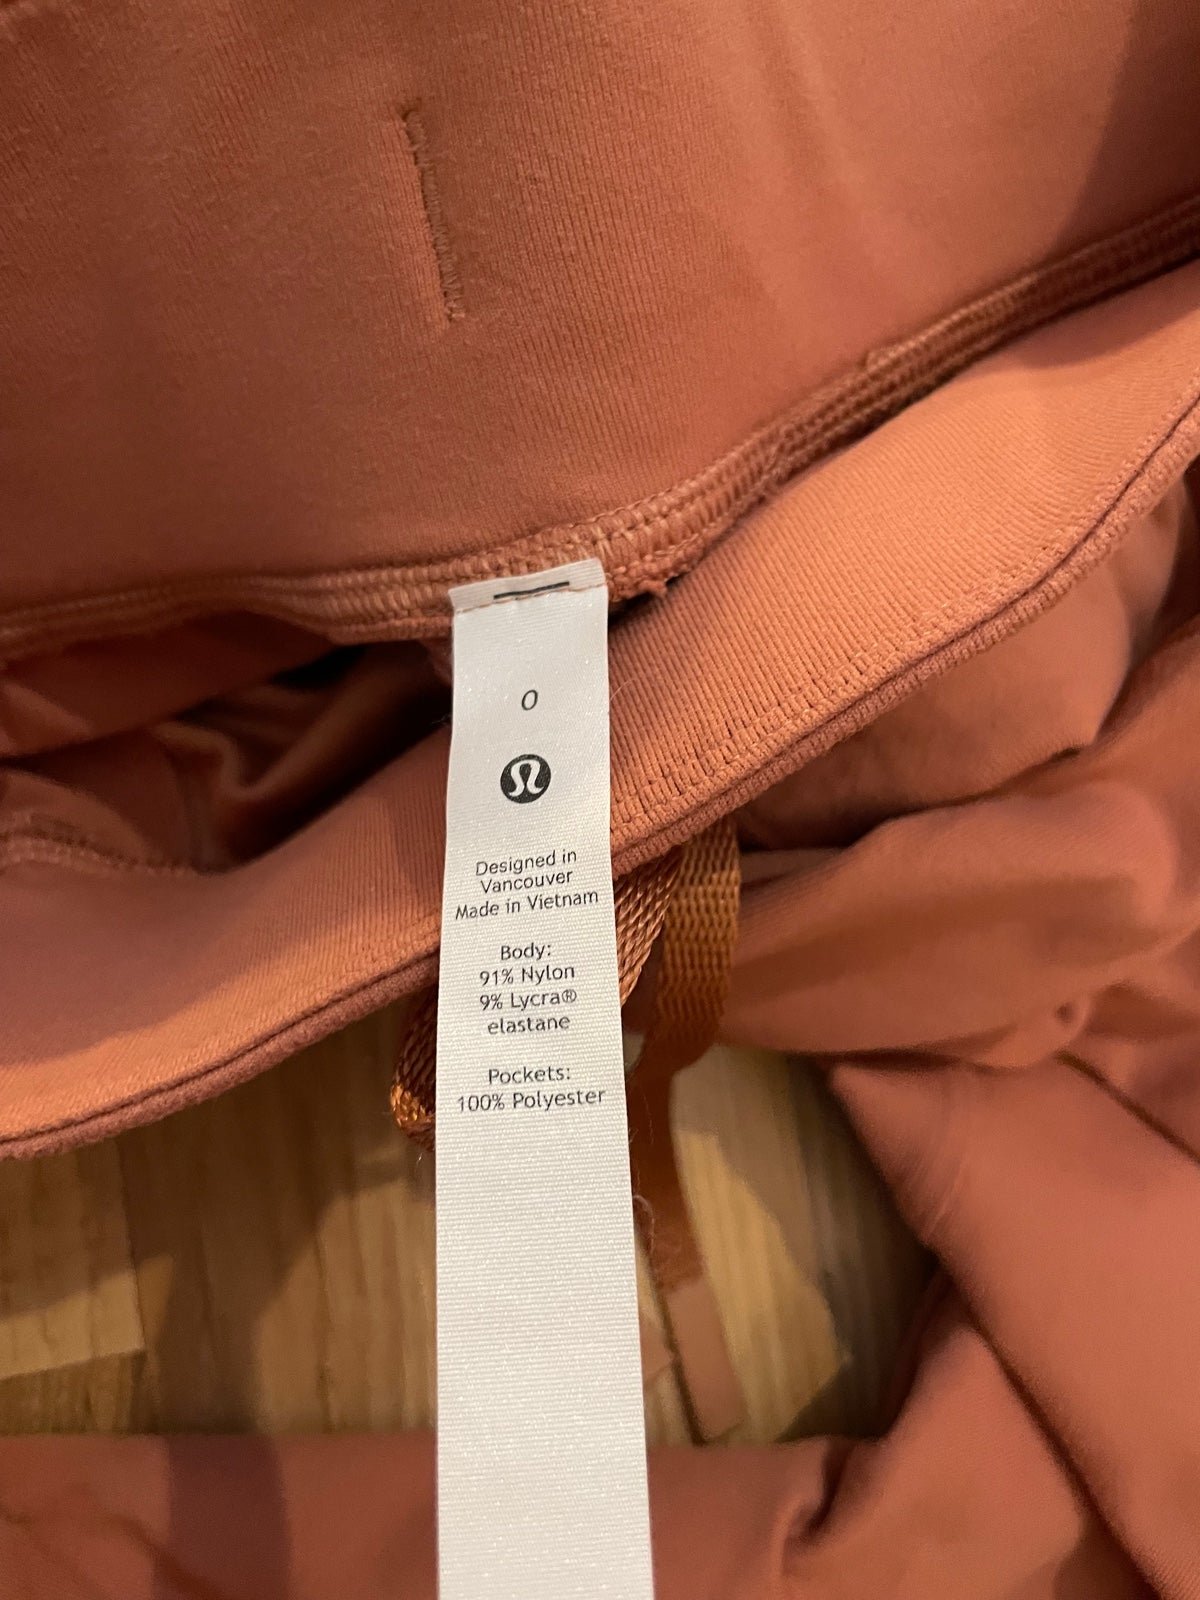 0
Designed in
Vancouver
Made in Vietnam
Body:
91% Nylon
9% Lycra®
elastane
Pockets:
100% Polyester